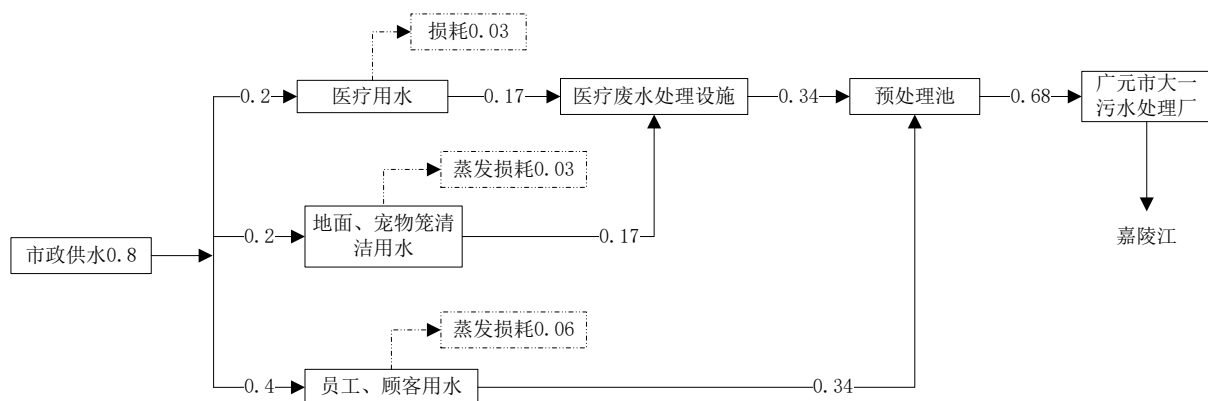 损耗0.03
0.2
医疗用水
0.17
医疗废水处理设施
0.34
预处理池
0.68
广元市大一
污水处理厂
蒸发损耗0.03
市政供水0.8
0.2
地面、宠物笼清
洁用水
0.17
嘉陵江
蒸发损耗0.06
0.4
员工、顾客用水
0.34